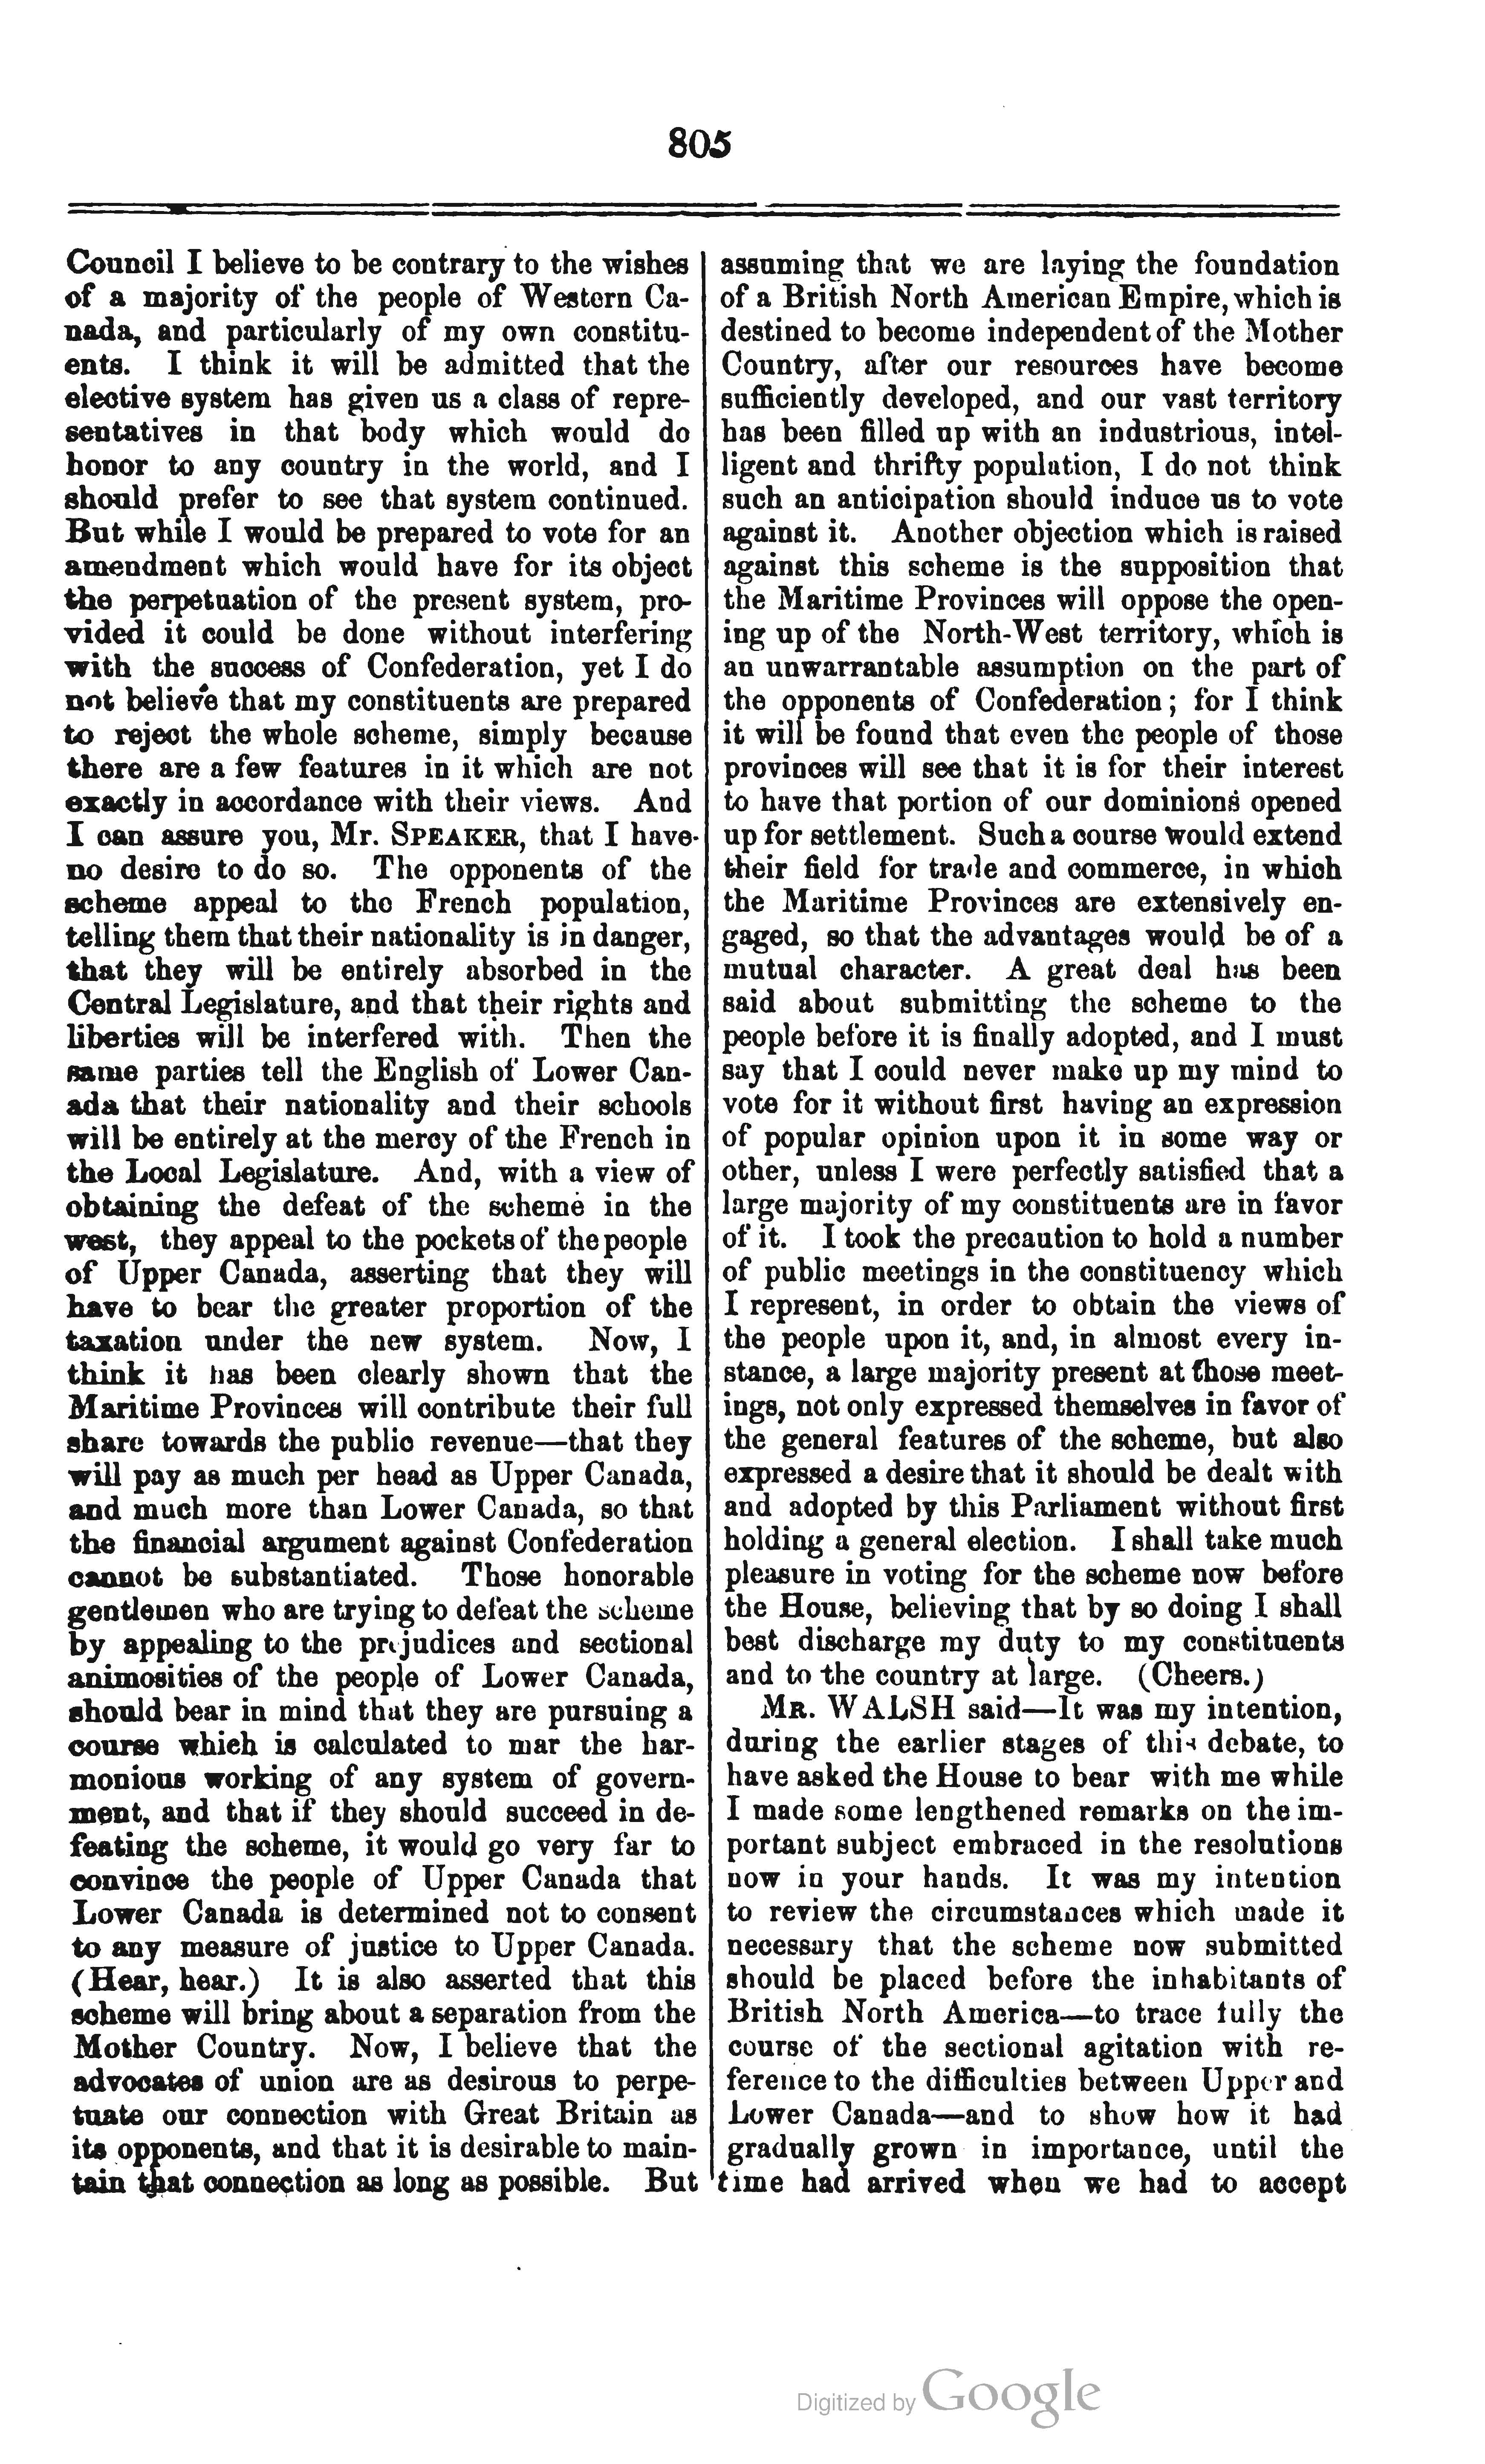 805
Council I believe to be contrary to the wishes
of a majority of the people of Western Ca-
nada, and particularly of my own constitu-
ents. I think it will be admitted that the
elective system has given us a class of repre-
sentatives in that body which would do
honor to any country in the world, and I
should prefer to see that system continued.
But while I would be prepared to vote for an
amendment which would have for its object
the perpetuation of the present system, pro-
vided it could be done without interfering
with the success of Confederation, yet I do
not believe that my constituents are prepared
to reject the whole scheme, simply because
there are a few features in it which are not
exactly in accordance with their views. And
I can assure you, Mr. SPEAKER, that I have
no desire to do so. The opponents of the
scheme appeal to the French population,
telling them that their nationality is in danger,
that they will be entirely absorbed in the
Central Legislature, and that their rights and
liberties will be interfered with. Then the
same parties tell the English of Lower Can-
ada that their nationality and their schools
will be entirely at the mercy of the French in
the Local Legislature. And, with a view of
obtaining the defeat of the scheme in the
west, they appeal to the pockets of the people
of Upper Canada, asserting that they will
have to bear the greater proportion of the
taxation under the new system. Now, I
think it has been clearly shown that the
Maritime Provinces will contribute their full
share towards the public revenue—that they
will pay as much per head as Upper Canada,
and much more than Lower Canada, so that
the financial argument against Confederation
cannot be substantiated. Those honorable
gentlemen who are trying to defeat the scheme
by appealing to the prejudices and sectional
animosities of the people of Lower Canada,
should bear in mind that they are pursuing a
course which is calculated to mar the har-
monious working of any system of govern-
ment, and that if they should succeed in de-
feating the scheme, it would go very far to
convince the people of Upper Canada that
Lower Canada is determined not to consent
to any measure of justice to Upper Canada.
(Hear, hear.) It is also asserted that this
scheme will bring about a separation from the
Mother Country. Now, I believe that the
advocates of union are as desirous to perpe-
tuate our connection with Great Britain as
its opponents, and that it is desirable to main-
tain that connection as long as possible. But
assuming that we are laying the foundation
of a British North American Empire, which is
destined to become independent of the Mother
Country, after our resources have become
sufficiently developed, and our vast territory
has been filled up with an industrious, intel-
ligent and thrifty population, I do not think
such an anticipation should induce us to vote
against it. Another objection which is raised
against this scheme is the supposition that
the Maritime Provinces will oppose the open-
ing up of the North-West territory, which is
an unwarrantable assumption on the part of
the opponents of Confederation; for I think
it will be found that even the people of those
provinces will see that it is for their interest
to have that portion of our dominions opened
up for settlement. Such a course would extend
their field for trade and commerce, in which
the Maritime Provinces are extensively en-
gaged, so that the advantages would be of a
mutual character. A great deal has been
said about submitting the scheme to the
people before it is finally adopted, and I must
say that I could never make up my mind to
vote for it without first having an expression
of popular opinion upon it in some way or
other, unless I were perfectly satisfied that a
large majority of my constituents are in favor
of it. I took the precaution to hold a number
of public meetings in the constituency which
I represent, in order to obtain the views of
the people upon it, and, in almost every in-
stance, a large majority present at those meet-
ings, not only expressed themselves in favor of
the general features of the scheme, but also
expressed a desire that it should be dealt with
and adopted by this Parliament without first
holding a general election. I shall take much
pleasure in voting for the scheme now before
the House, believing that by so doing I shall
best discharge my duty to my constituents
and to the country at large. (Cheers.)
MR. WALSH said—It was my intention,
during the earlier stages of this debate, to
have asked the House to bear with me while
I made some lengthened remarks on the im-
portant subject embraced in the resolutions
now in your hands. It was my intention
to review the circumstances which made it
necessary that the scheme now submitted
should be placed before the inhabitants of
British North America—to trace fully the
course of the sectional agitation with re-
ference to the difficulties between Upper and
Lower Canada—and to show how it had
gradually grown in importance, until the
time had arrived when we had to accept
Digitized by Google